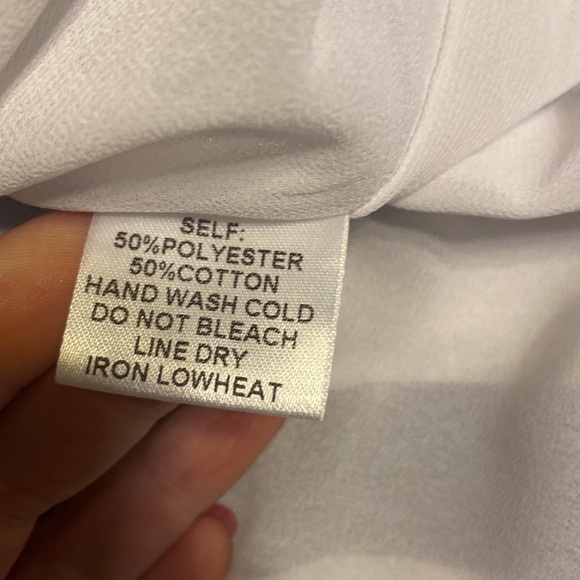 SELF:
50%POLYESTER
50%COTTON
HAND WASH COLD
DO NOT BLEACH
LINE DRY
IRON LOWHEAT